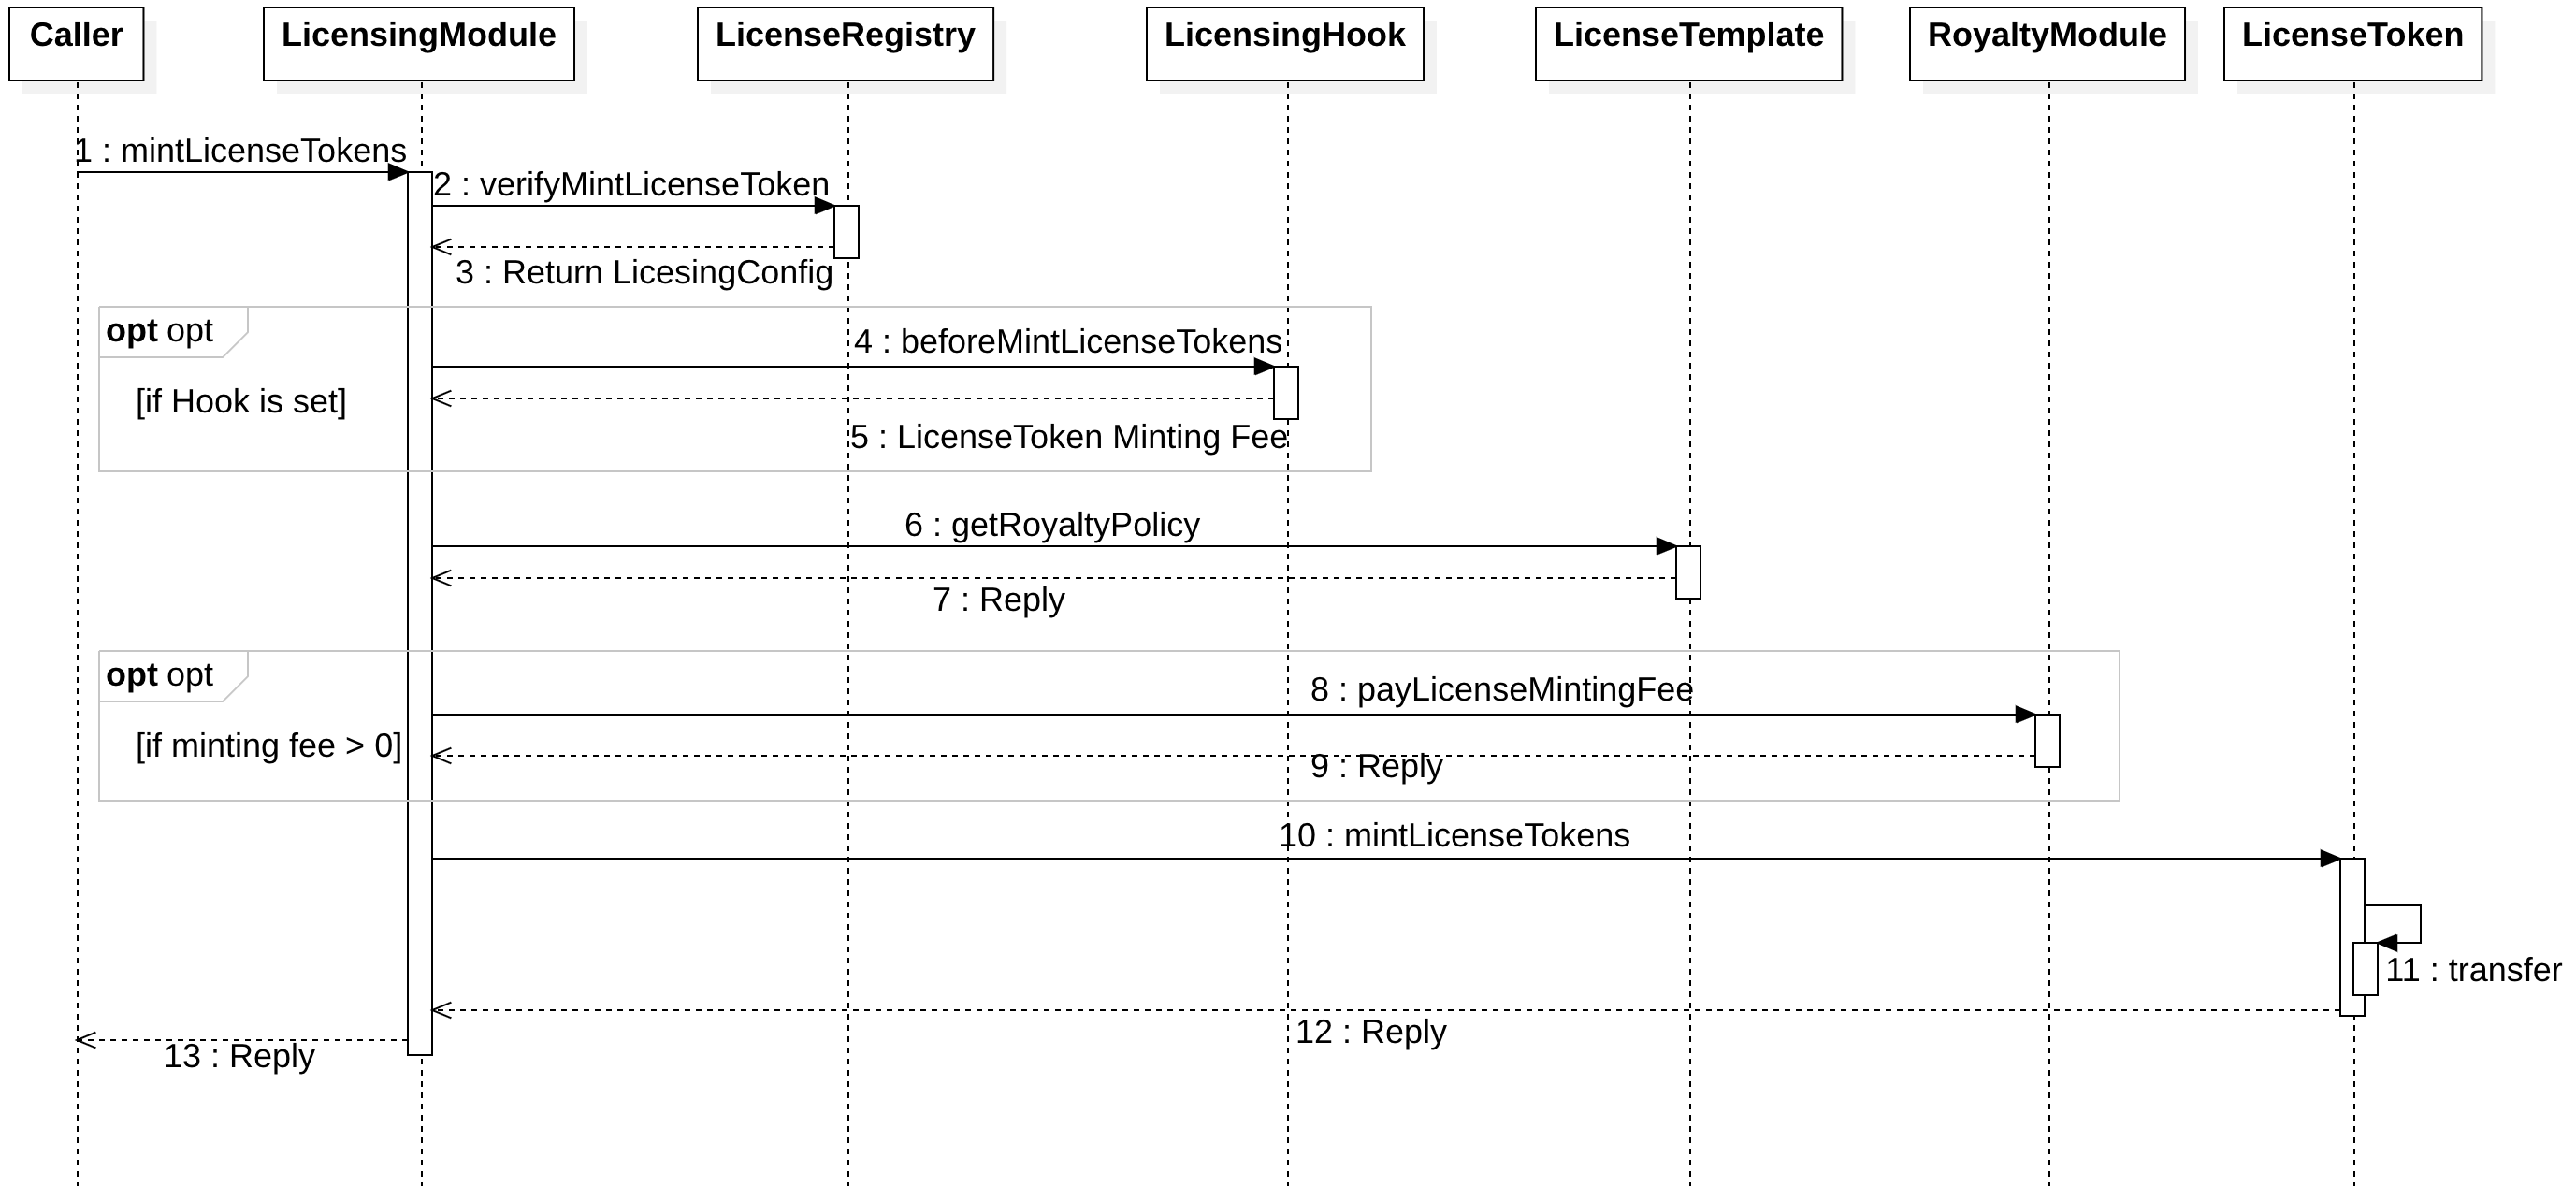 Caller
LicensingModule
LicenseRegistry
LicensingHook
LicenseTemplate
RoyaltyModule
LicenseToken
1 : mintLicenseTokens
2 : verifyMintLicenseToken
3 : Return LicesingConfig
opt opt
4 : beforeMintLicenseTokens
[if Hook is set]
5 : LicenseToken Minting Fee
6 : getRoyaltyPolicy
7 : Reply
opt opt
8 : payLicenseMintingFee
[if minting fee > 0]
9 : Reply
10 : mintLicenseTokens
11 : transfer
12 : Reply
13 : Reply